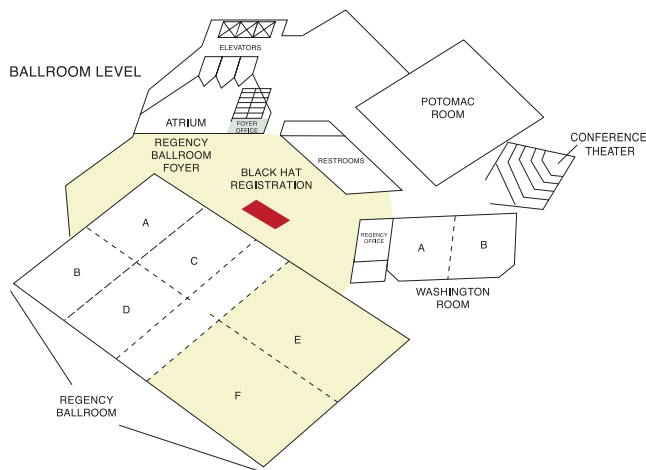 ELEVATORS
BALLROOM LEVEL
POTOMAC
ROOM
ATRIUM
FOYER
OFFICE
CONFERENCE
THEATER
REGENCY
BALLROOM
FOYER
RESTROOMS
BLACK HAT
REGISTRATION
A
B
C
D
E
F
REGENCY
OFFICE
A
B
WASHINGTON
ROOM
REGENCY
BALLROOM